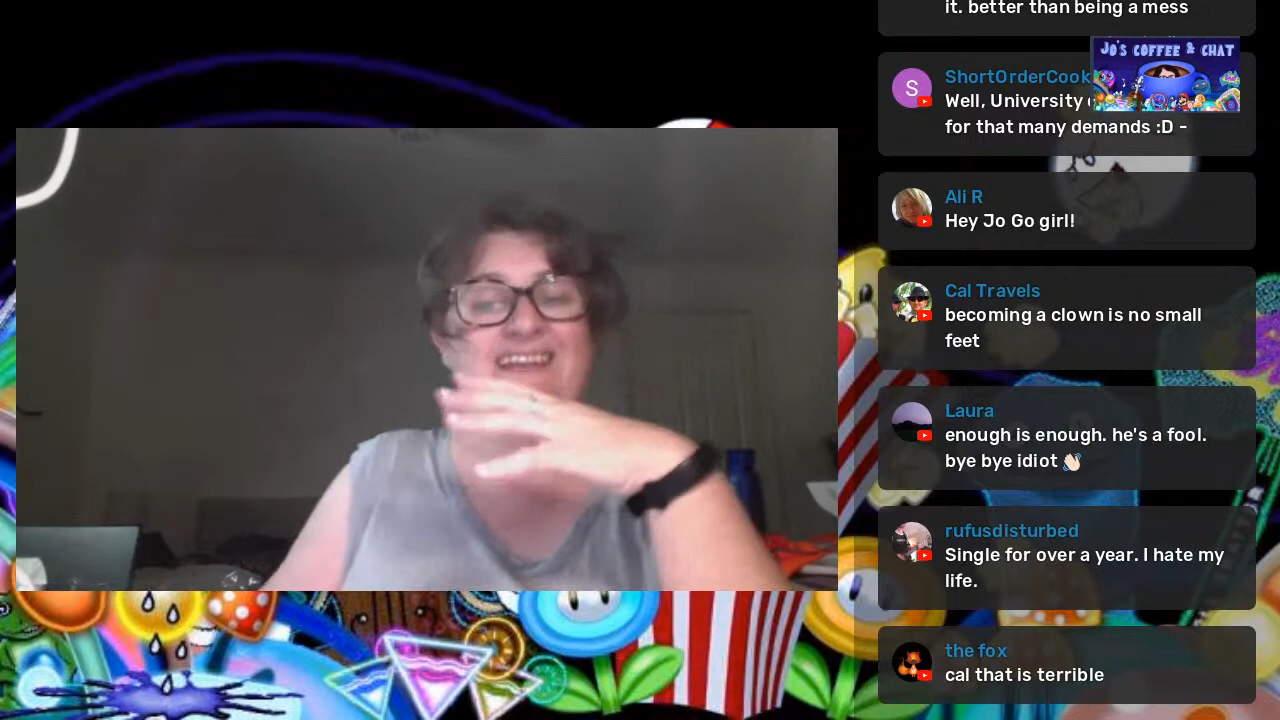 it. better than being a mess
JO'S COFFEE & CHAT
ShortOrderCook
Well, University
for that many demands :D -
S
Ali R
Hey Jo Go girl!
Cal Travels
becoming a clown is no small
feet
Laura
enough is enough. he's a fool.
bye bye idiot 👋🏻
rufusdisturbed
Single for over a year. I hate my
life.
the fox
cal that is terrible